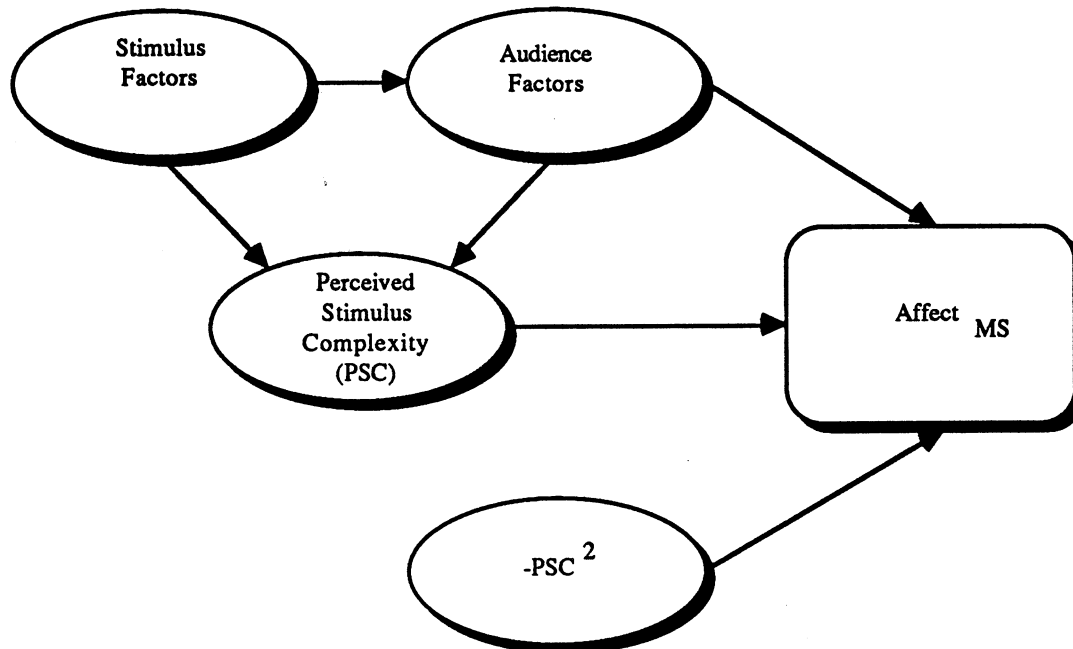 Stimulus
Factors
Audience
Factors
Perceived
Stimulus
Complexity
(PSC)
Affect MS
-PSC 2